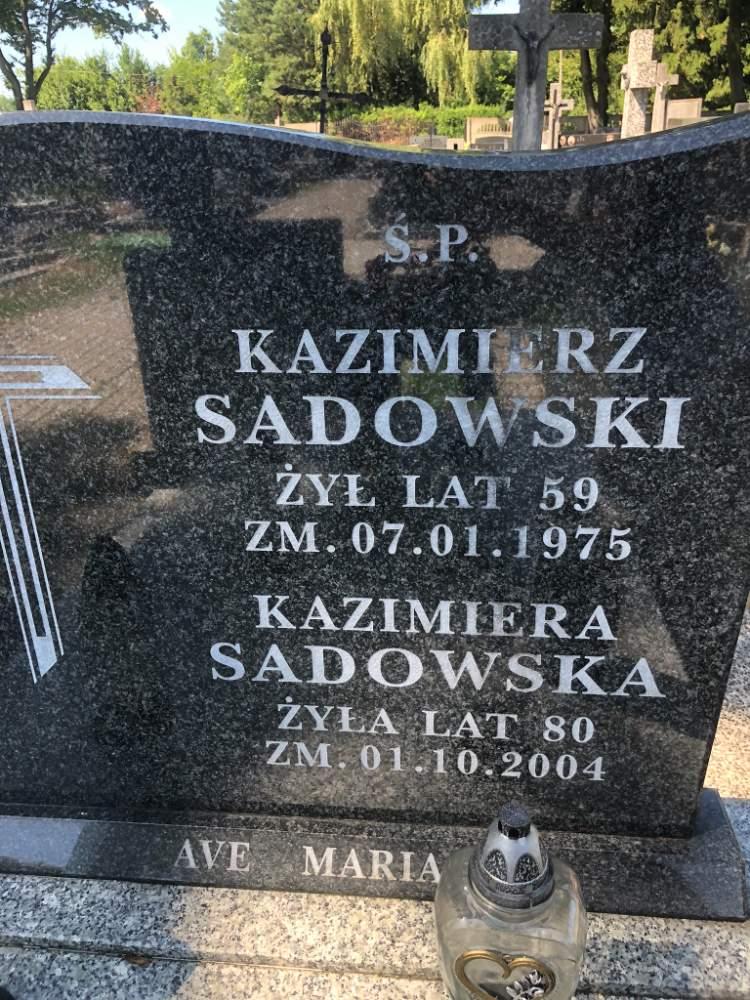 Ś.P.
KAZIMIERZ
SADOWSKI
ŻYŁ LAT 59
ZM. 07.01.1975
KAZIMIERA
SADOWSKA
ŻYŁA LAT 80
ZM. 01.10.2004
AVE MARIA